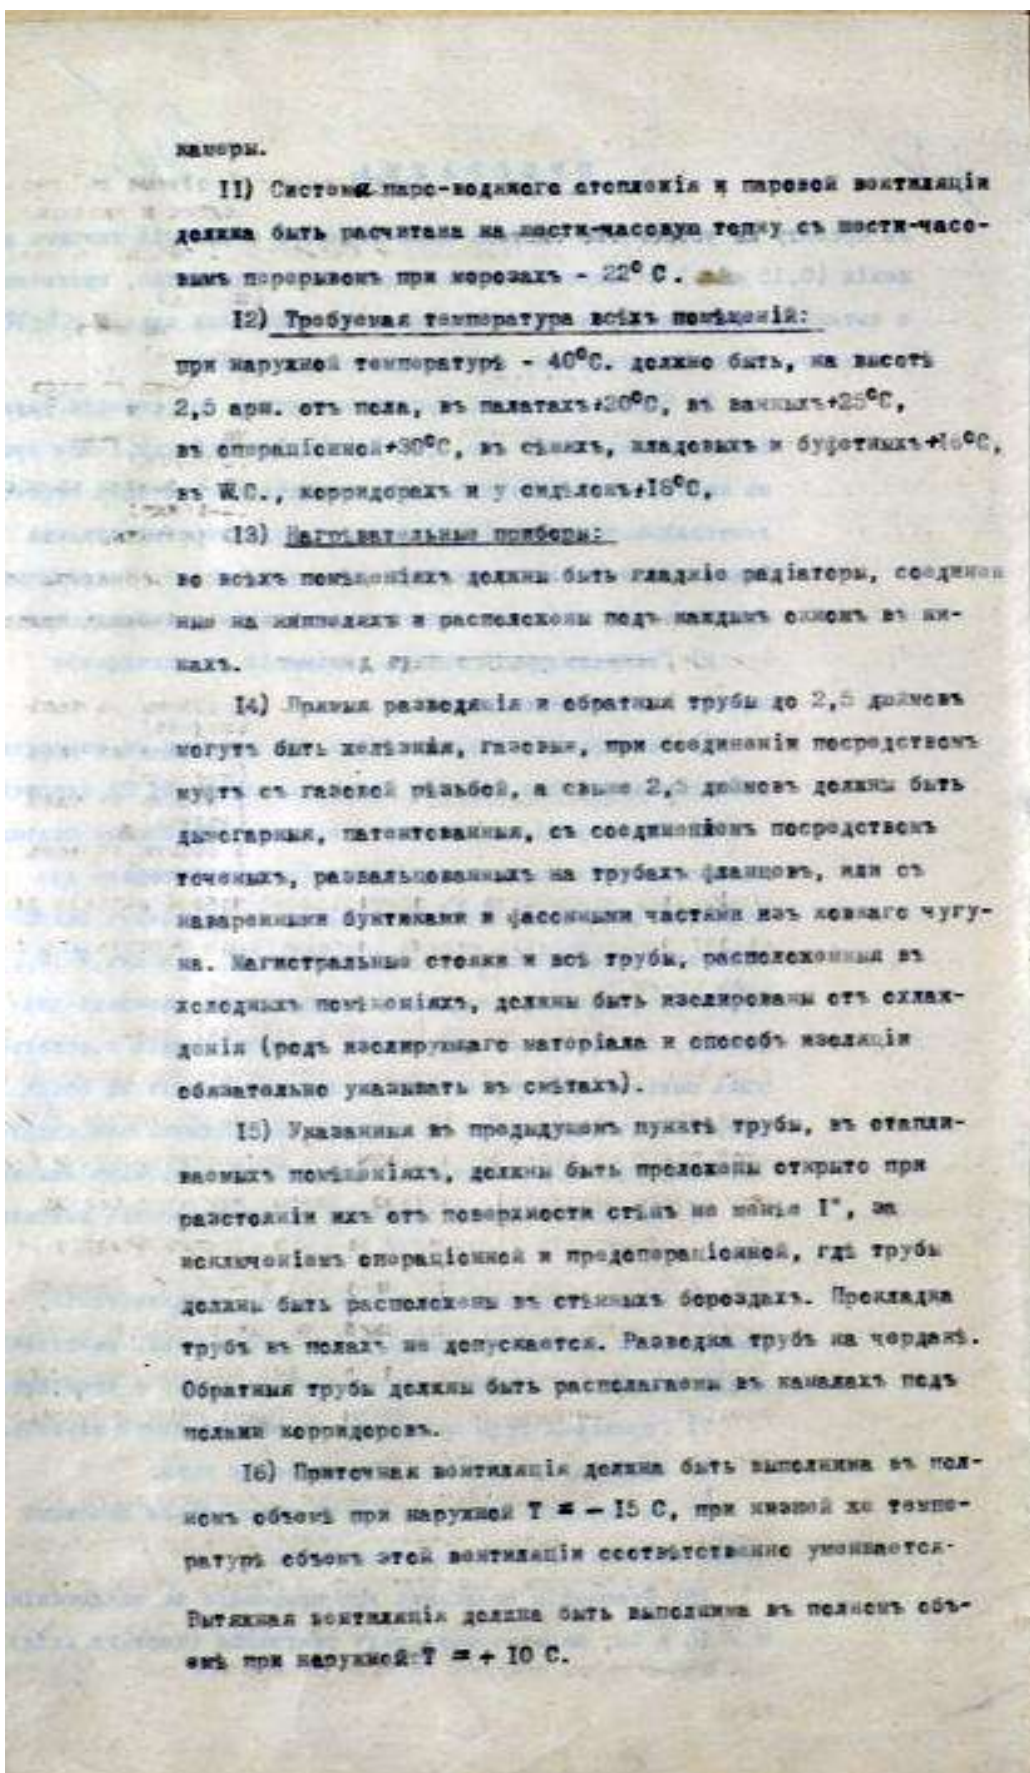 камеры.
II) Система паро-водяного отопленія и паровой вентиляціи
должна быть расчитана на шести-часовую топку съ шести-часо-
вымъ перерывомъ при морозахъ - 22° С.
I2) Требуемая температура всѣхъ помѣщеній:
при наружной температурѣ - 40°С. должно быть, на высотѣ
2,5 арш. отъ пола, въ палатахъ+20°С, въ ванныхъ+25°С,
въ операціонной+30°С, въ сѣняхъ, кладовыхъ и буфетныхъ+16°С,
въ W.C., корридорахъ и у сидѣлокъ+18°С,
I3) Нагрѣвательные приборы:
во всѣхъ помѣщеніяхъ должны быть гладкіе радіаторы, соединен
ные на ниппеляхъ и расположены подъ каждымъ окномъ въ ни-
шахъ.
I4) Прямыя разводящія и обратныя трубы до 2,5 дюймовъ
могутъ быть желѣзныя, газовыя, при соединеніи посредствомъ
муфтъ съ газовой рѣзьбой, а свыше 2,5 дюймовъ должны быть
дымогарныя, патентованныя, съ соединеніемъ посредствомъ
точеныхъ, развальцованныхъ на трубахъ фланцовъ, или съ
наваренными бунтиками и фасонными частями изъ ковкаго чугу-
на. Магистральные стояки и всѣ трубы, расположенныя въ
холодныхъ помѣщеніяхъ, должны быть изолированы отъ охлаж-
денія (родъ изолирующаго матеріала и способъ изоляціи
обязательно указывать въ смѣтахъ).
I5) Указанныя въ предыдущемъ пунктѣ трубы, въ отапли-
ваемыхъ помѣщеніяхъ, должны быть проложены открыто при
разстояніи ихъ отъ поверхности стѣнъ не менѣе I", за
исключеніемъ операціонной и предоперационной, гдѣ трубы
должны быть расположены въ стѣнныхъ бороздахъ. Прокладка
трубъ въ полахъ не допускается. Разводка трубъ на чердакѣ.
Обратныя трубы должны быть располагаемы въ каналахъ подъ
полами корридоровъ.
I6) Приточная вентиляція должна быть выполнима въ пол-
номъ объемѣ при наружной Т = - I5 С, при низшей же темпе-
ратурѣ объемъ этой вентиляціи соотвѣтственно уменшается-
Вытяжная вентиляція должна быть выполнима въ полномъ объ-
емѣ при наружной Т = + I0 С.